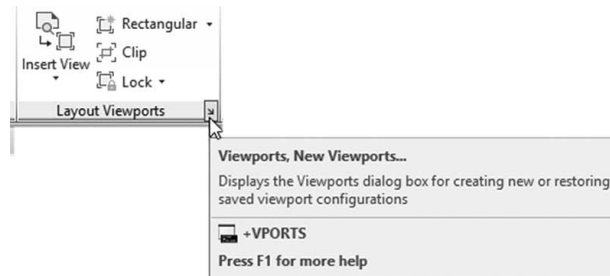 Rectangular
Clip
Insert View
Lock
Layout Viewports
Viewports, New Viewports...
Displays the Viewports dialog box for creating new or restoring
saved viewport configurations
+VPORTS
Press F1 for more help